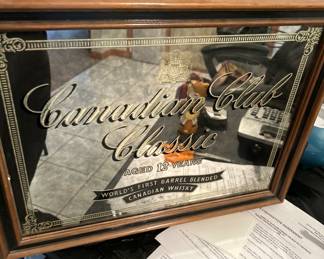 Canadian Club
Classic
AGED 12 YEARS
WORLD'S FIRST BARREL BLENDED
CANADIAN WHISKY